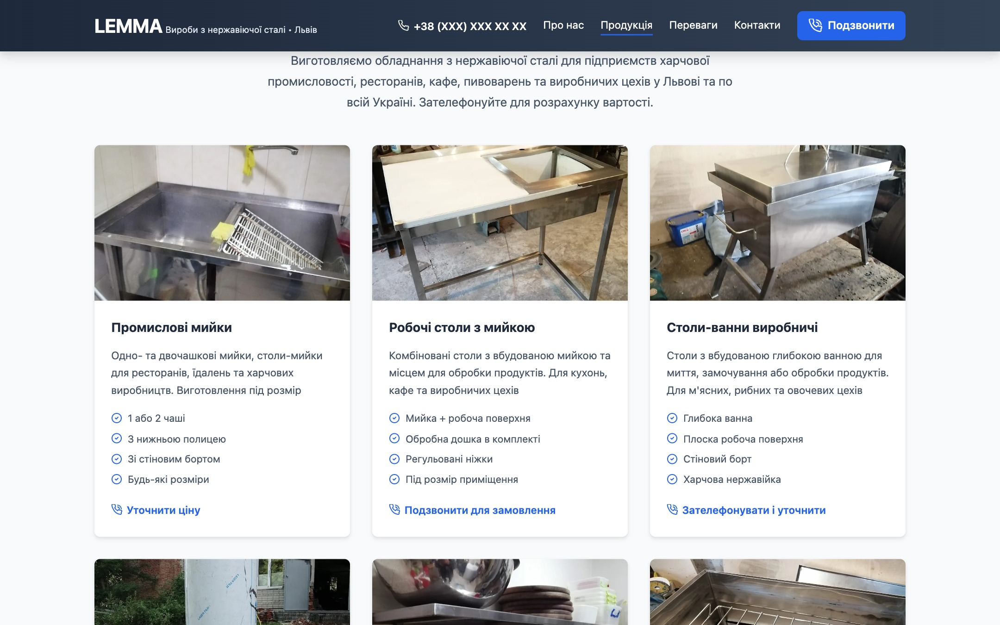 LEMMA Вироби з нержавіючої сталі • Львів
+38 (XXX) XXX XX XX
Про нас
Продукція
Переваги
Контакти
Подзвонити
Виготовляємо обладнання з нержавіючої сталі для підприємств харчової
промисловості, ресторанів, кафе, пивоварень та виробничих цехів у Львові та по
всій Україні. Зателефонуйте для розрахунку вартості.
Промислові мийки
Одно- та двочашкові мийки, столи-мийки
для ресторанів, їдалень та харчових
виробництв. Виготовлення під розмір
1 або 2 чаші
З нижньою полицею
Зі стіновим бортом
Будь-які розміри
Уточнити ціну
Робочі столи з мийкою
Комбіновані столи з вбудованою мийкою та
місцем для обробки продуктів. Для кухонь,
кафе та виробничих цехів
Мийка + робоча поверхня
Обробна дошка в комплекті
Регульовані ніжки
Під розмір приміщення
Подзвонити для замовлення
Столи-ванни виробничі
Столи з вбудованою глибокою ванною для
миття, замочування або обробки продуктів.
Для м'ясних, рибних та овочевих цехів
Глибока ванна
Плоска робоча поверхня
Стіновий борт
Харчова нержавійка
Зателефонувати і уточнити
LASER FILM
LASER FILM